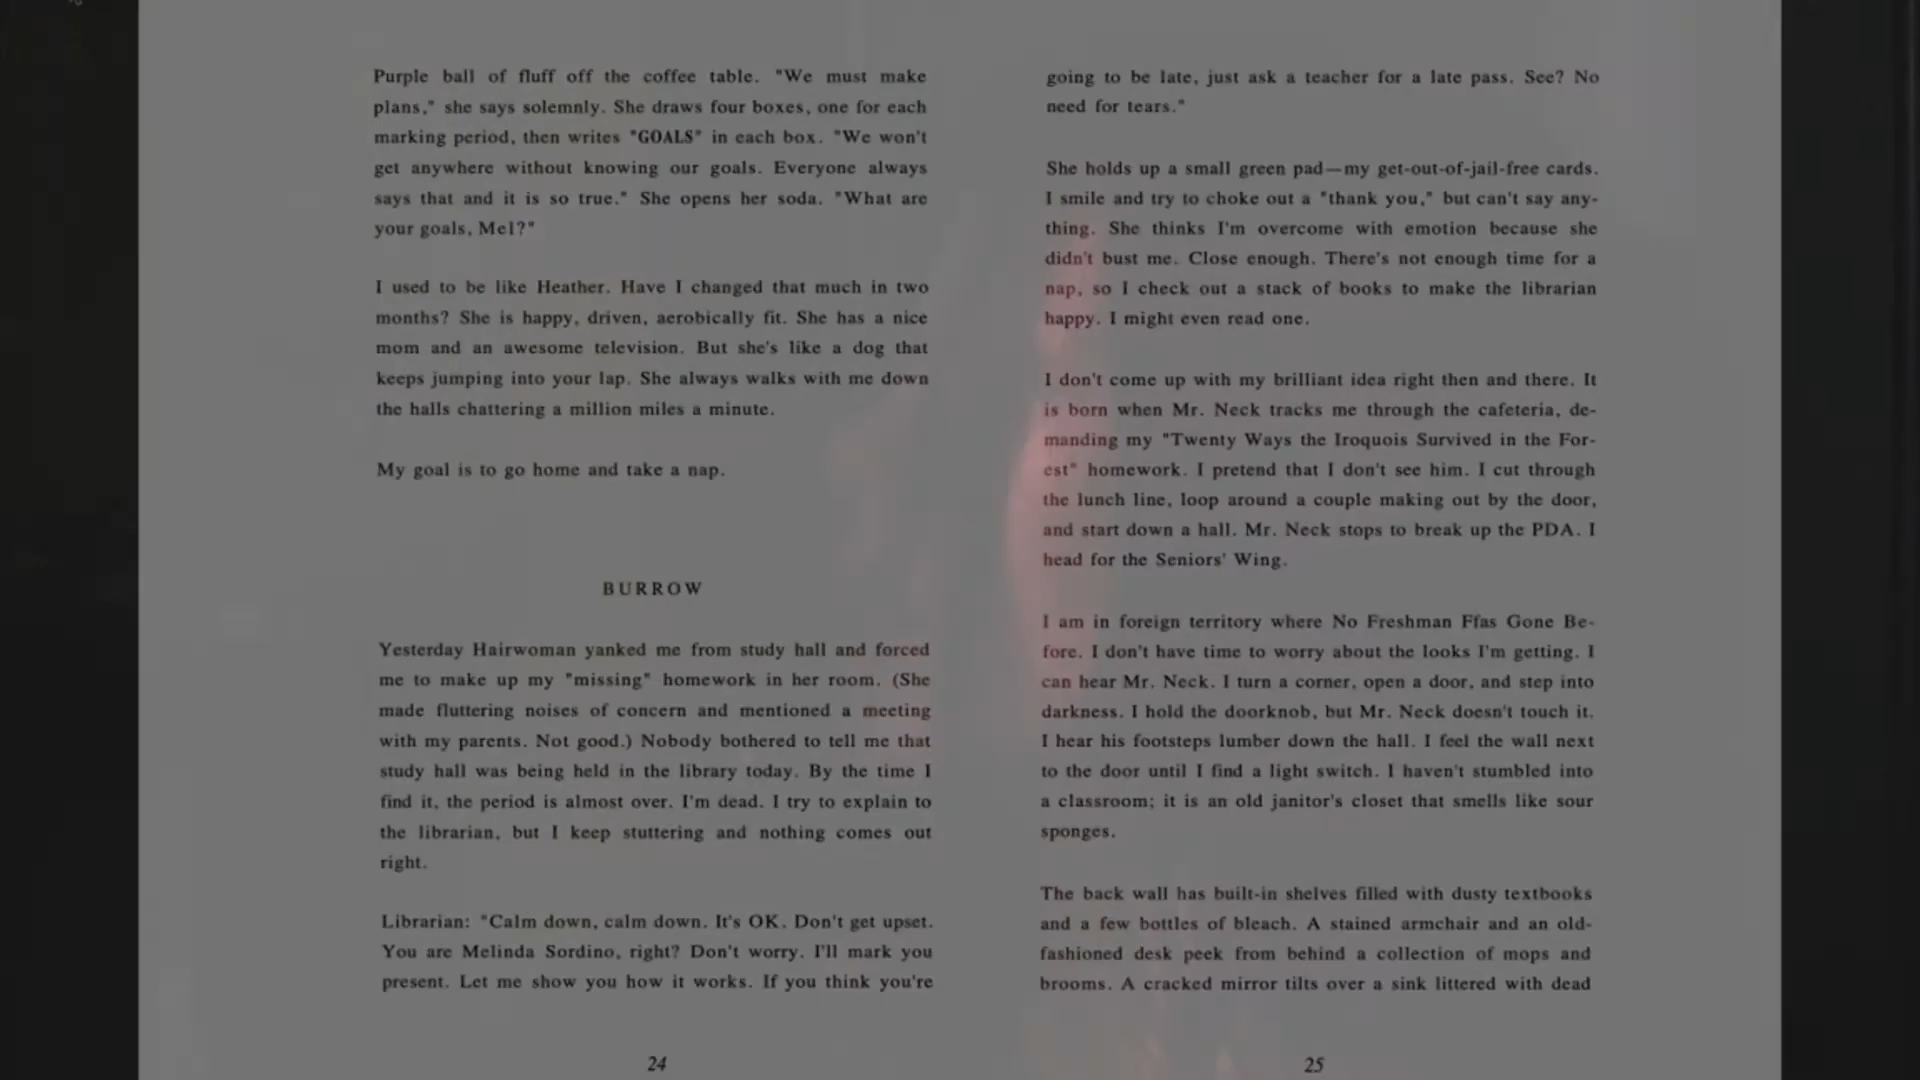 Purple ball of fluff off the coffee table. "We must make
plans," she says solemnly. She draws four boxes, one for each
marking period, then writes "GOALS" in each box. "We won't
get anywhere without knowing our goals. Everyone always
says that and it is so true." She opens her soda. "What are
your goals, Mel?"
I used to be like Heather. Have I changed that much in two
months? She is happy, driven, aerobically fit. She has a nice
mom and an awesome television. But she's like a dog that
keeps jumping into your lap. She always walks with me down
the halls chattering a million miles a minute.
My goal is to go home and take a nap.
BURROW
Yesterday Hairwoman yanked me from study hall and forced
me to make up my "missing" homework in her room. (She
made fluttering noises of concern and mentioned a meeting
with my parents. Not good.) Nobody bothered to tell me that
study hall was being held in the library today. By the time I
find it, the period is almost over. I'm dead. I try to explain to
the librarian, but I keep stuttering and nothing comes out
right.
Librarian: "Calm down, calm down. It's OK. Don't get upset.
You are Melinda Sordino, right? Don't worry. I'll mark you
present. Let me show you how it works. If you think you're
24
going to be late, just ask a teacher for a late pass. See? No
need for tears."
She holds up a small green pad—my get-out-of-jail-free cards.
I smile and try to choke out a "thank you," but can't say any-
thing. She thinks I'm overcome with emotion because she
didn't bust me. Close enough. There's not enough time for a
nap, so I check out a stack of books to make the librarian
happy. I might even read one.
I don't come up with my brilliant idea right then and there. It
is born when Mr. Neck tracks me through the cafeteria, de-
manding my "Twenty Ways the Iroquois Survived in the For-
est" homework. I pretend that I don't see him. I cut through
the lunch line, loop around a couple making out by the door,
and start down a hall. Mr. Neck stops to break up the PDA. I
head for the Seniors' Wing.
I am in foreign territory where No Freshman Ffas Gone Be-
fore. I don't have time to worry about the looks I'm getting. I
can hear Mr. Neck. I turn a corner, open a door, and step into
darkness. I hold the doorknob, but Mr. Neck doesn't touch it.
I hear his footsteps lumber down the hall. I feel the wall next
to the door until I find a light switch. I haven't stumbled into
a classroom; it is an old janitor's closet that smells like sour
sponges.
The back wall has built-in shelves filled with dusty textbooks
and a few bottles of bleach. A stained armchair and an old-
fashioned desk peek from behind a collection of mops and
brooms. A cracked mirror tilts over a sink littered with dead
25